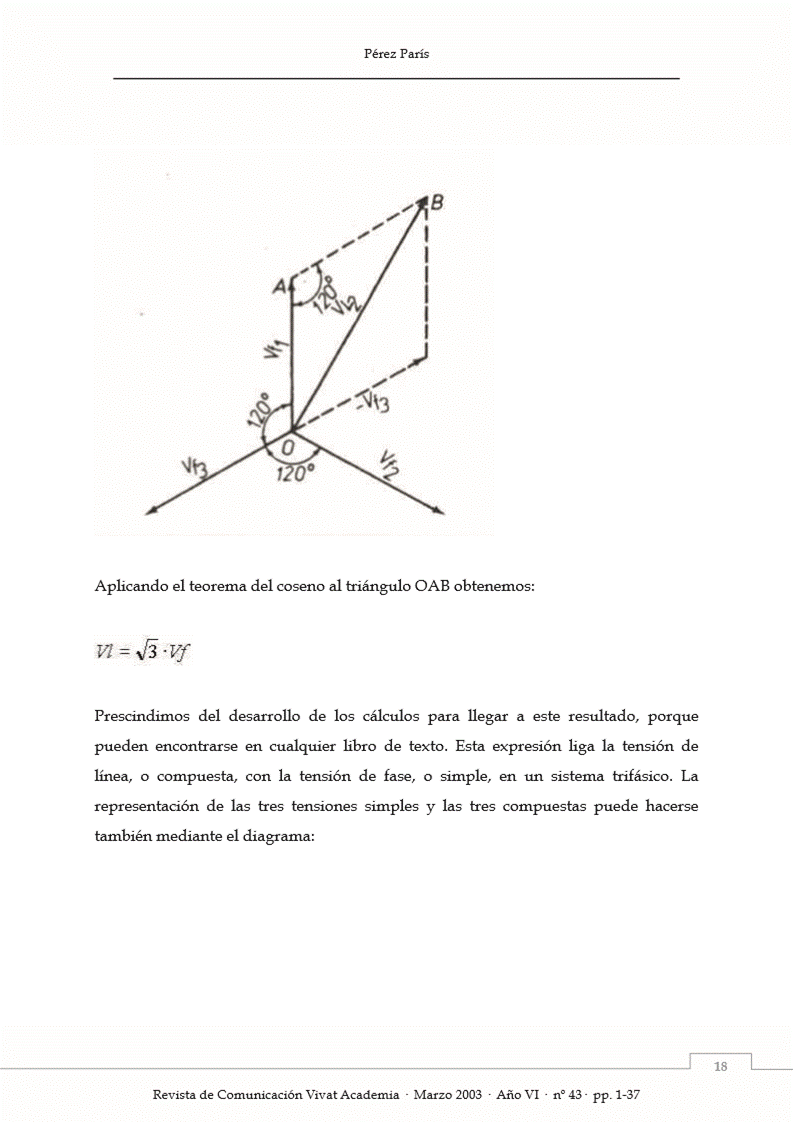 Pérez París
B
A
120°
VL2
Vf1
120°
-Vf3
O
Vf3
120°
Vf2
Aplicando el teorema del coseno al triángulo OAB obtenemos:
Vl = √3 · Vf
Prescindimos del desarrollo de los cálculos para llegar a este resultado, porque
pueden encontrarse en cualquier libro de texto. Esta expresión liga la tensión de
línea, o compuesta, con la tensión de fase, o simple, en un sistema trifásico. La
representación de las tres tensiones simples y las tres compuestas puede hacerse
también mediante el diagrama:
18
Revista de Comunicación Vivat Academia · Marzo 2003 · Año VI · nº 43 · pp. 1-37